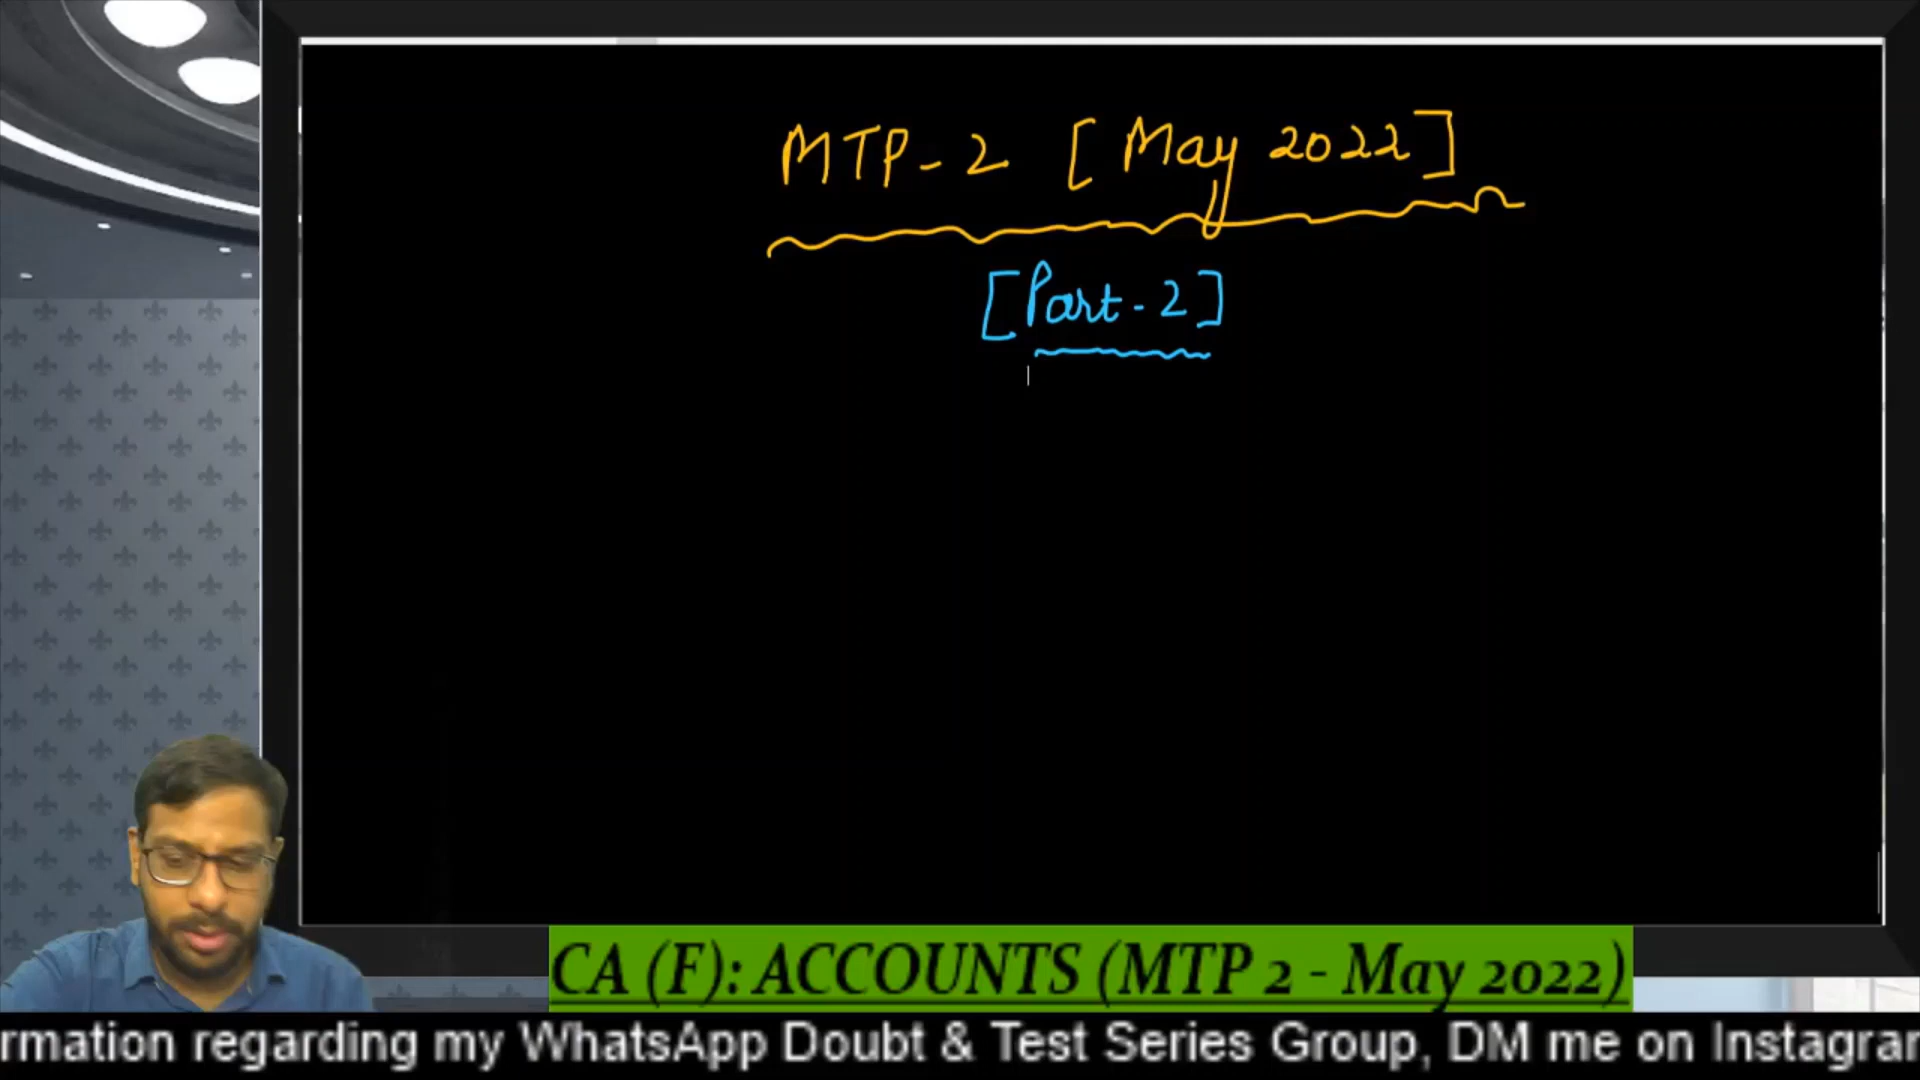 MTP-2 [May 2022]
[Part-2]
CA (F): ACCOUNTS (MTP 2 - May 2022)
rmation regarding my WhatsApp Doubt & Test Series Group, DM me on Instagra